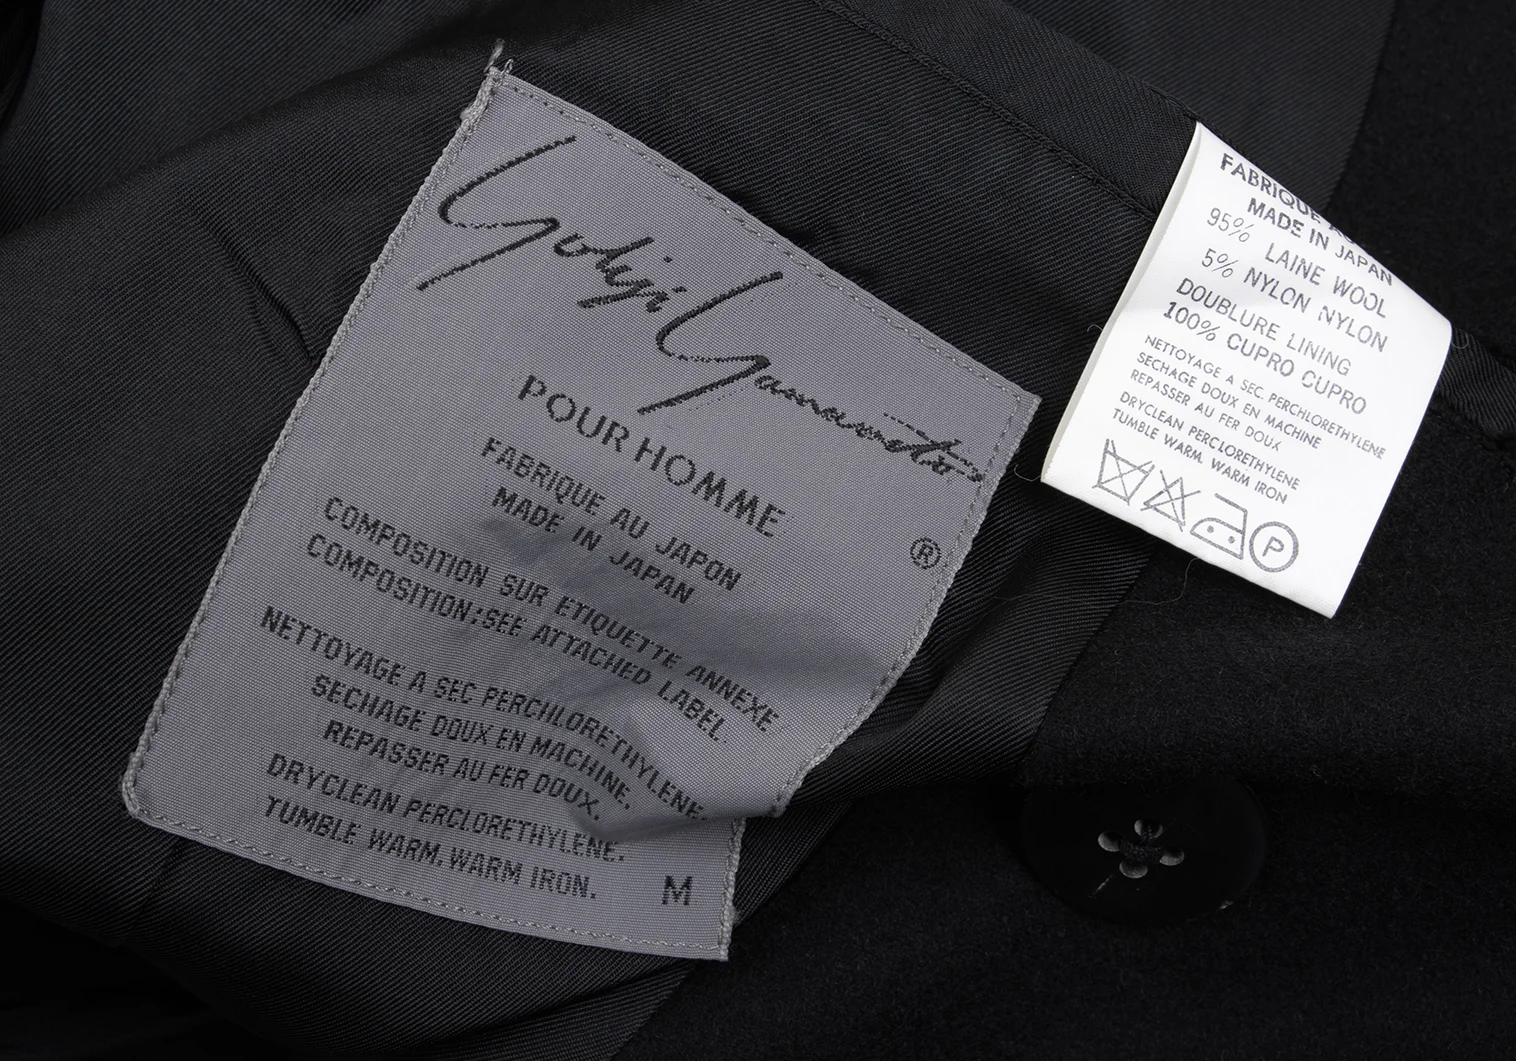 Yohji Yamamoto
POUR HOMME
®
FABRIQUE AU JAPON
MADE IN JAPAN
COMPOSITION SUR ETIQUETTE ANNEXE
COMPOSITION;SEE ATTACHED LABEL.
NETTOYAGE A SEC PERCHLORETHYLENE.
SECHAGE DOUX EN MACHINE.
REPASSER AU FER DOUX.
DRYCLEAN PERCLORETHYLENE.
TUMBLE WARM. WARM IRON.
M
FABRIQUE
MADE IN JAPAN
95% LAINE WOOL
5% NYLON NYLON
DOUBLURE LINING
100% CUPRO CUPRO
NETTOYAGE A SEC. PERCHLORETHYLENE
SECHAGE DOUX EN MACHINE
REPASSER AU FER DOUX
DRYCLEAN PERCLORETHYLENE
TUMBLE WARM. WARM IRON
P